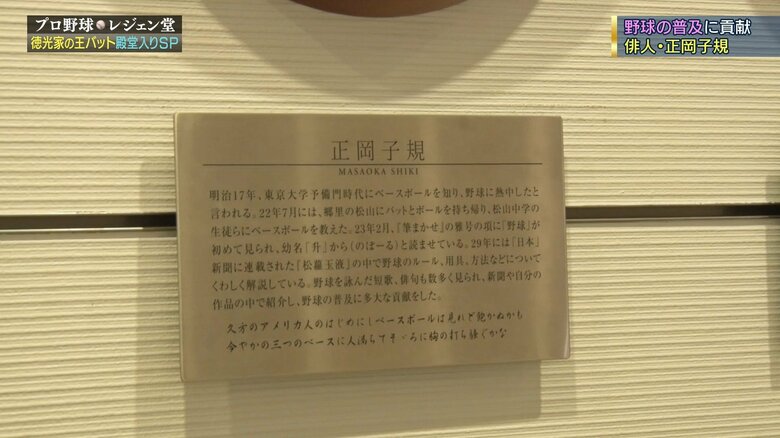 プロ野球レジェン堂
徳光家の王バット殿堂入りSP
野球の普及に貢献
俳人・正岡子規
正岡子規
MASAOKA SHIKI
明治17年、東京大学予備門時代にベースボールを知り、野球に熱中したと
言われる。22年7月には、郷里の松山にバットとボールを持ち帰り、松山中学の
生徒らにベースボールを教えた。23年2月、『筆まかせ』の雅号の項に「野球」が
初めて見られ、幼名「升」から(のぼーる)と読ませている。29年には『日本』
新聞に連載された『松蘿玉液』の中で野球のルール、用具、方法などについて
くわしく解説している。野球を詠んだ短歌、俳句も数多く見られ、新聞や自分の
作品の中で紹介し、野球の普及に多大な貢献をした。
久方のアメリカ人のはじめにしベースボールは見れど飽かぬかも
今やかの三つのベースに人満ちてそゞろに胸の打ち騒ぐかな